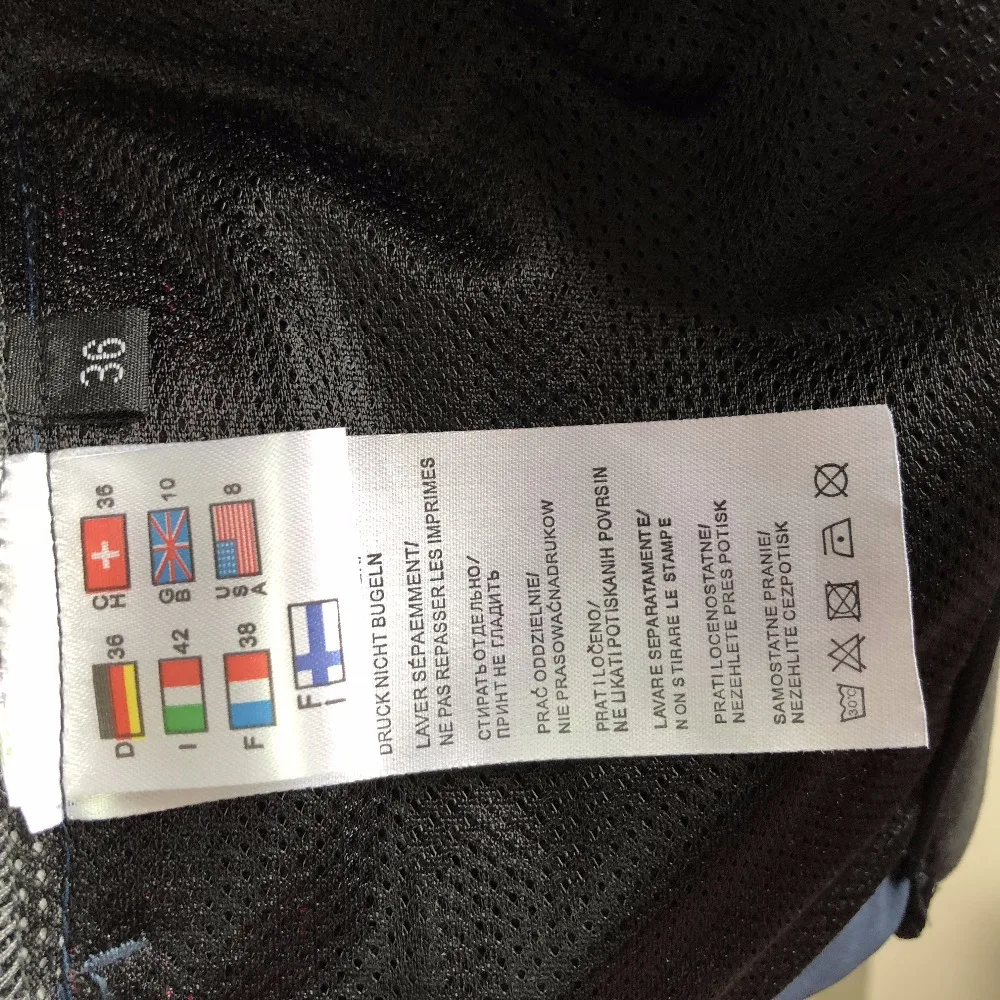 36
D 36
CH 36
I 42
GB 10
F 38
USA 8
FI
DRUCK NICHT BUGELN
LAVER SÉPAEMMENT/
NE PAS REPASSER LES IMPRIMES
СТИРАТЬ ОТДЕЛЬНО/
ПРИНТ НЕ ГЛАДИТЬ
PRAĆ ODDZIELNIE/
NIE PRASOWAĆNADRUKOW
PRATI LOČENO/
NE LIKATI POTISKANIH POVRSIN
LAVARE SEPARATAMENTE/
N ON S TIRARE LE STAMPE
PRATI LOCENOSTATNE/
NEZEHLETE PRES POTISK
SAMOSTATNE PRANIE/
NEZEHLITE CEZPOTISK
30°C